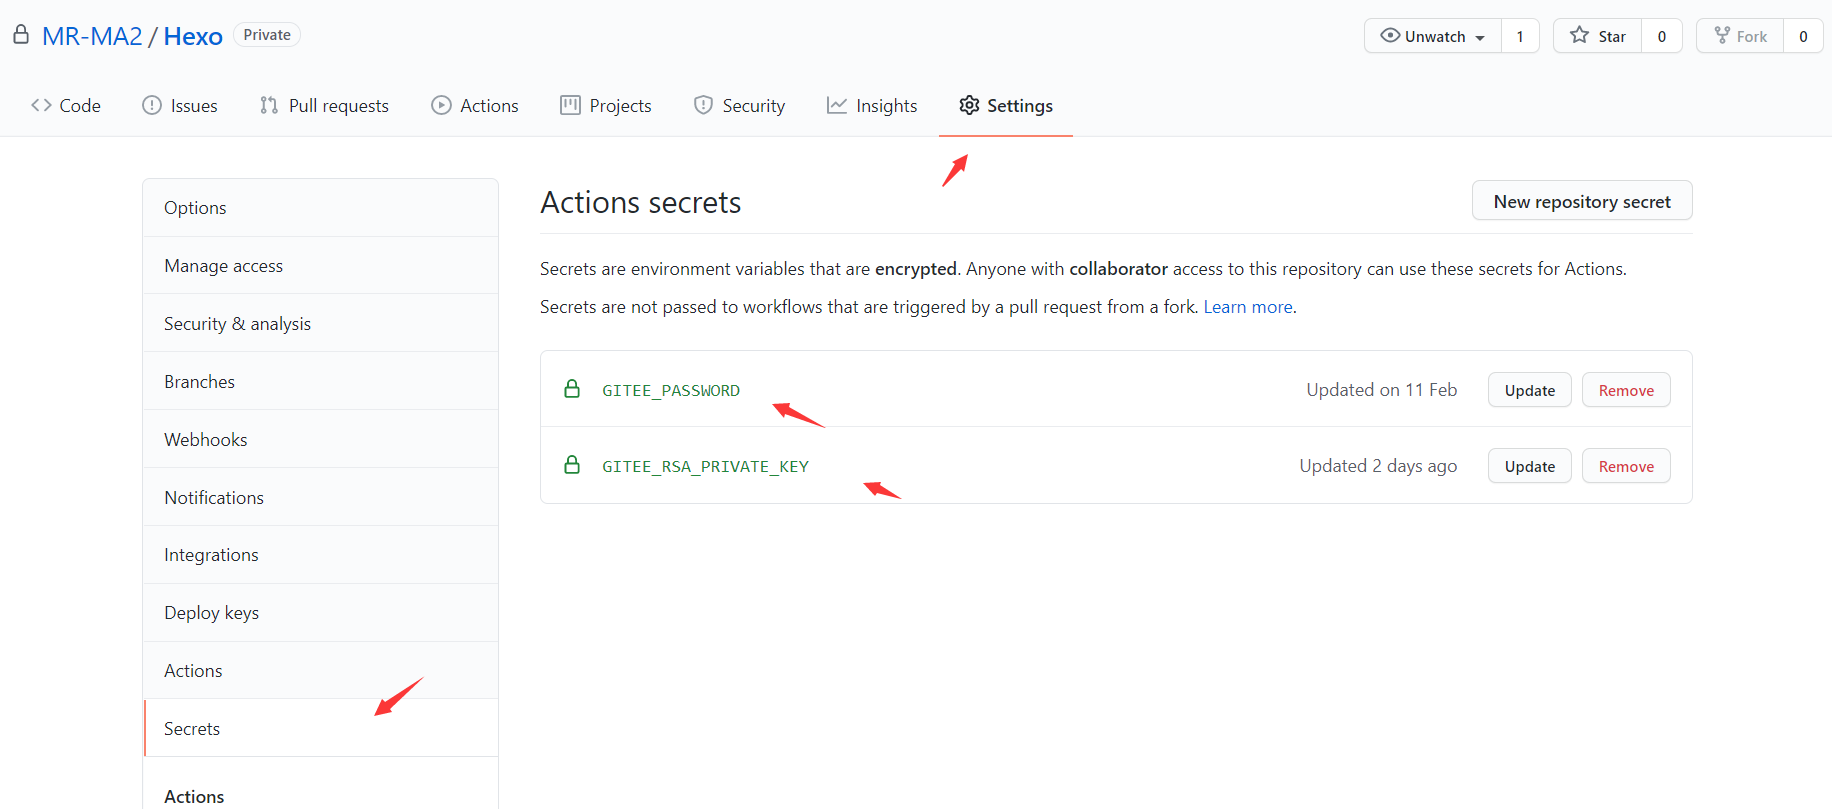 MR-MA2 / Hexo Private
Unwatch 1 Star 0 Fork 0
Code Issues Pull requests Actions Projects Security Insights Settings
Options
Manage access
Security & analysis
Branches
Webhooks
Notifications
Integrations
Deploy keys
Actions
Secrets
Actions
Actions secrets
New repository secret
Secrets are environment variables that are encrypted. Anyone with collaborator access to this repository can use these secrets for Actions.
Secrets are not passed to workflows that are triggered by a pull request from a fork. Learn more.
GITEE_PASSWORD Updated on 11 Feb Update Remove
GITEE_RSA_PRIVATE_KEY Updated 2 days ago Update Remove